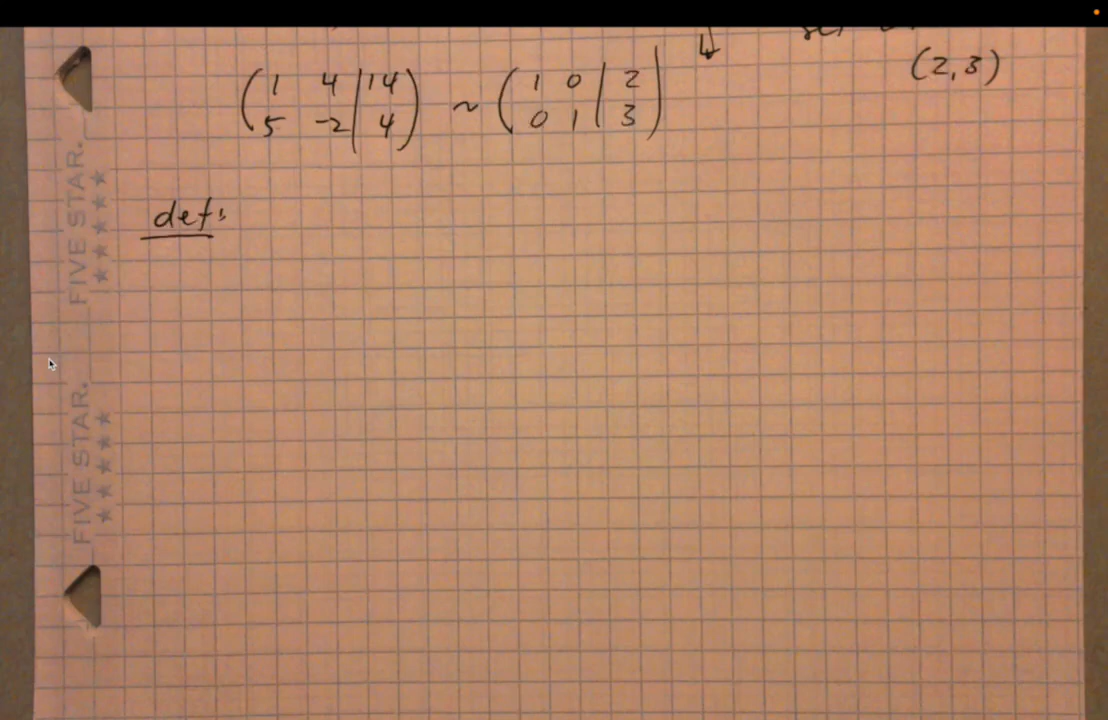 (2,3)
(1 4 | 14) ~ (1 0 | 2)
(5 -2 | 4) (0 1 | 3)
def:
FIVE STAR.
★★★★★
FIVE STAR.
★★★★★